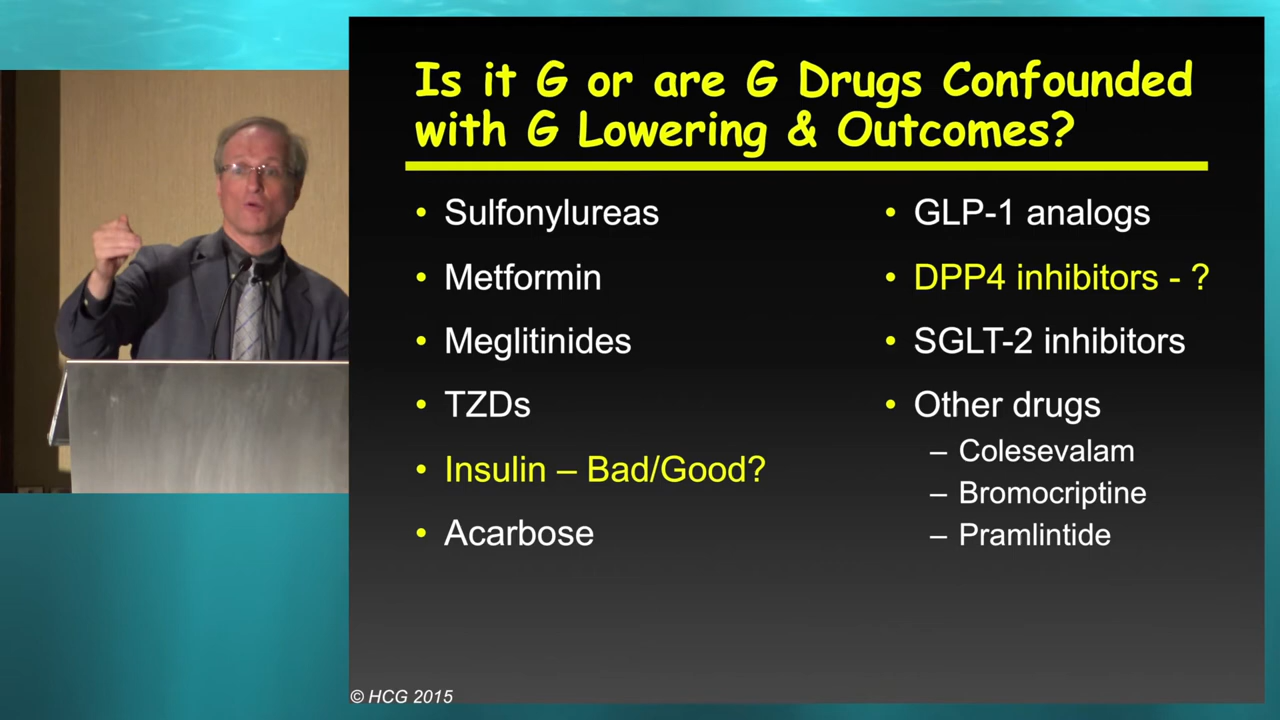 Is it G or are G Drugs Confounded
with G Lowering & Outcomes?
• Sulfonylureas
• Metformin
• Meglitinides
• TZDs
• Insulin – Bad/Good?
• Acarbose
• GLP-1 analogs
• DPP4 inhibitors - ?
• SGLT-2 inhibitors
• Other drugs
– Colesevalam
– Bromocriptine
– Pramlintide
© HCG 2015